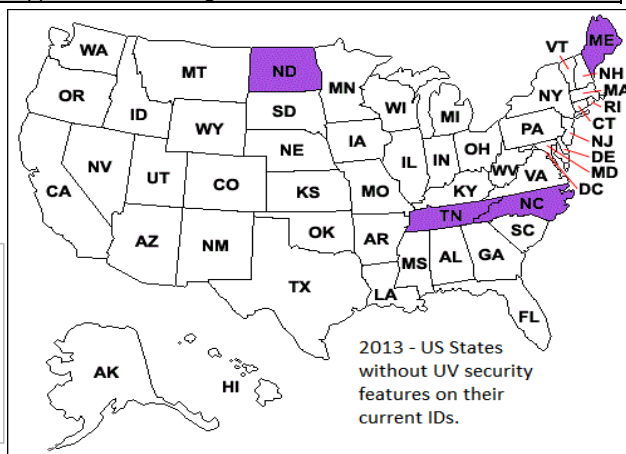 WA
MT
ND
MN
VT
ME
NH
MA
RI
CT
NJ
DE
MD
DC
OR
ID
WY
SD
WI
MI
NY
PA
NV
UT
CO
NE
IA
IL
IN
OH
WV
VA
CA
KS
MO
KY
AZ
NM
OK
AR
TN
NC
SC
TX
LA
MS
AL
GA
FL
AK
HI
2013 - US States
without UV security
features on their
current IDs.